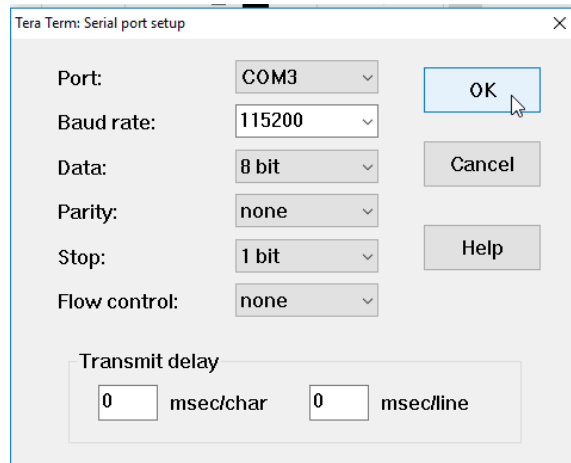 Tera Term: Serial port setup
Port: COM3 OK
Baud rate: 115200
Data: 8 bit Cancel
Parity: none
Stop: 1 bit Help
Flow control: none
Transmit delay
0 msec/char 0 msec/line